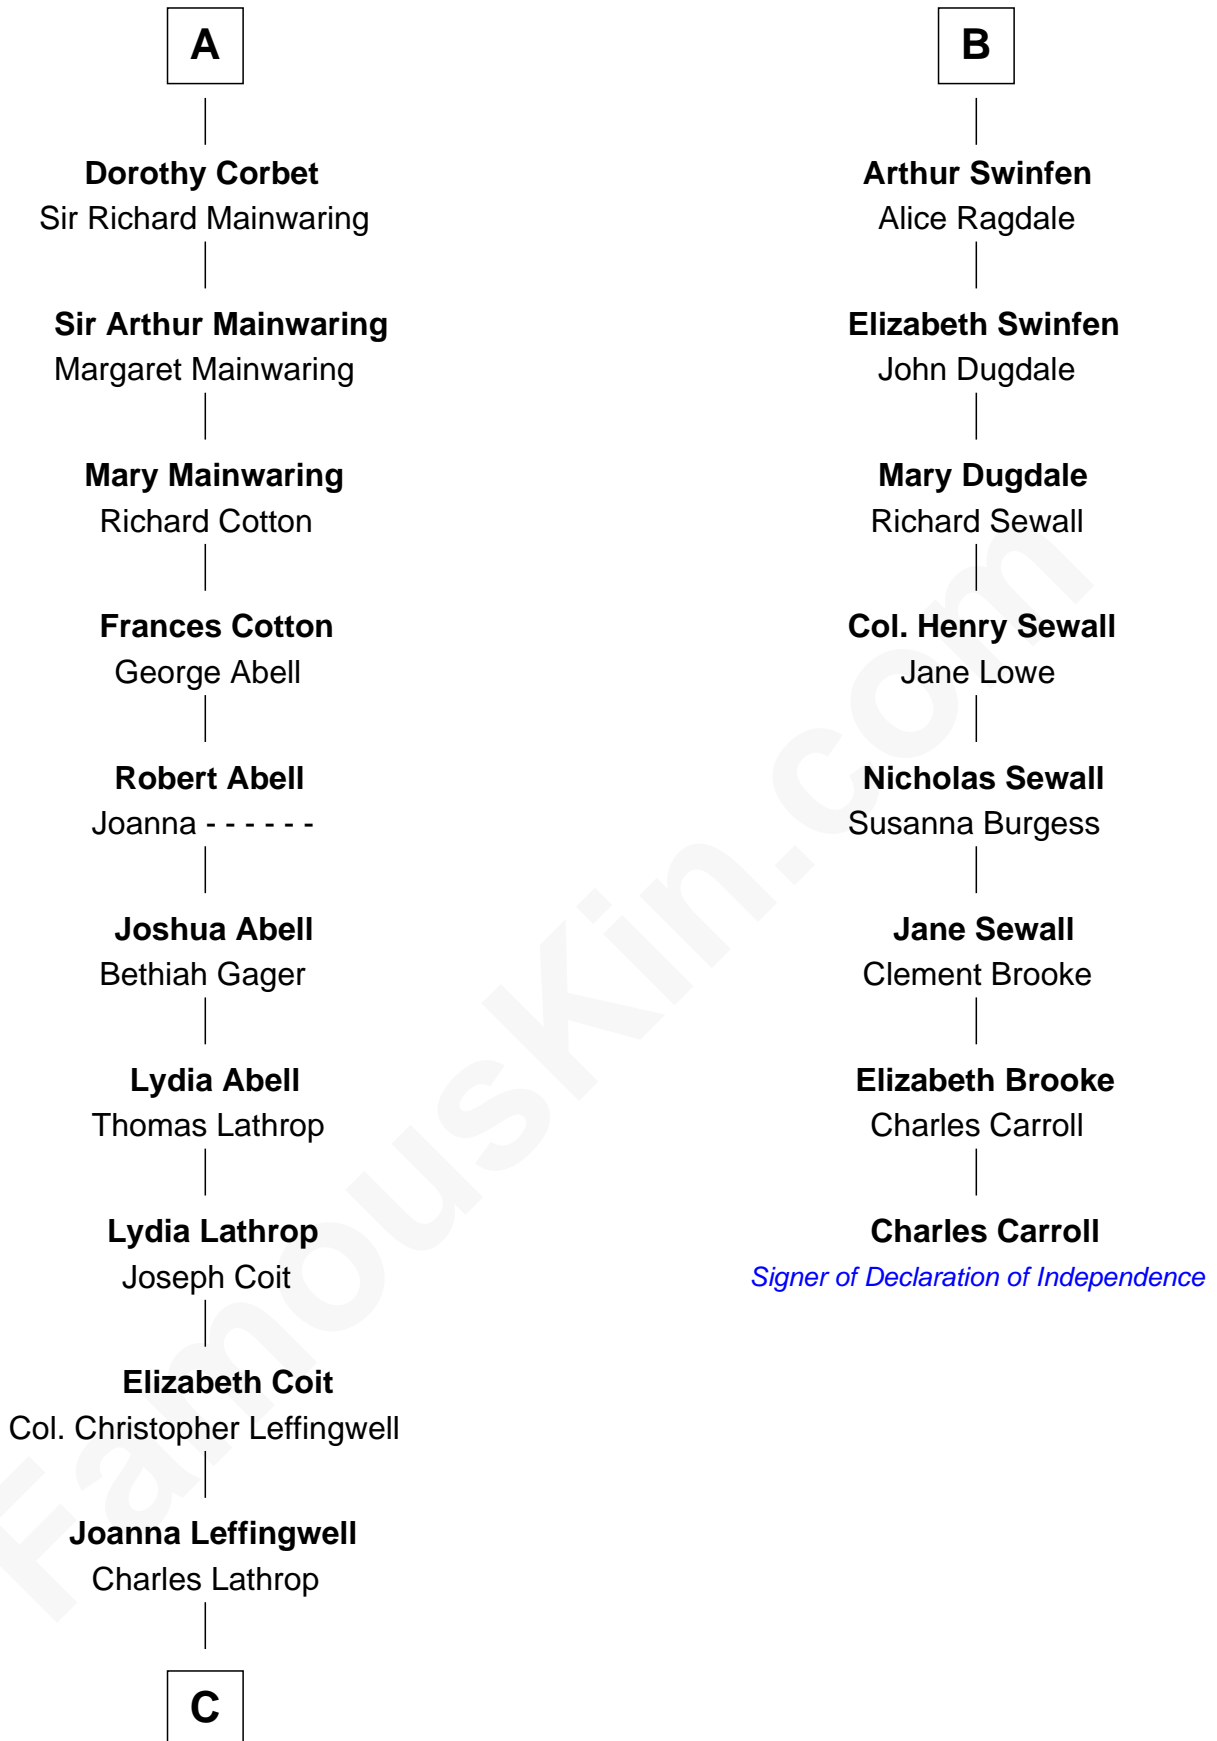 A
Dorothy Corbet
Sir Richard Mainwaring
Sir Arthur Mainwaring
Margaret Mainwaring
Mary Mainwaring
Richard Cotton
Frances Cotton
George Abell
Robert Abell
Joanna - - - - - -
Joshua Abell
Bethiah Gager
Lydia Abell
Thomas Lathrop
Lydia Lathrop
Joseph Coit
Elizabeth Coit
Col. Christopher Leffingwell
Joanna Leffingwell
Charles Lathrop
C
B
Arthur Swinfen
Alice Ragdale
Elizabeth Swinfen
John Dugdale
Mary Dugdale
Richard Sewall
Col. Henry Sewall
Jane Lowe
Nicholas Sewall
Susanna Burgess
Jane Sewall
Clement Brooke
Elizabeth Brooke
Charles Carroll
Charles Carroll
Signer of Declaration of Independence
FamousKin.com